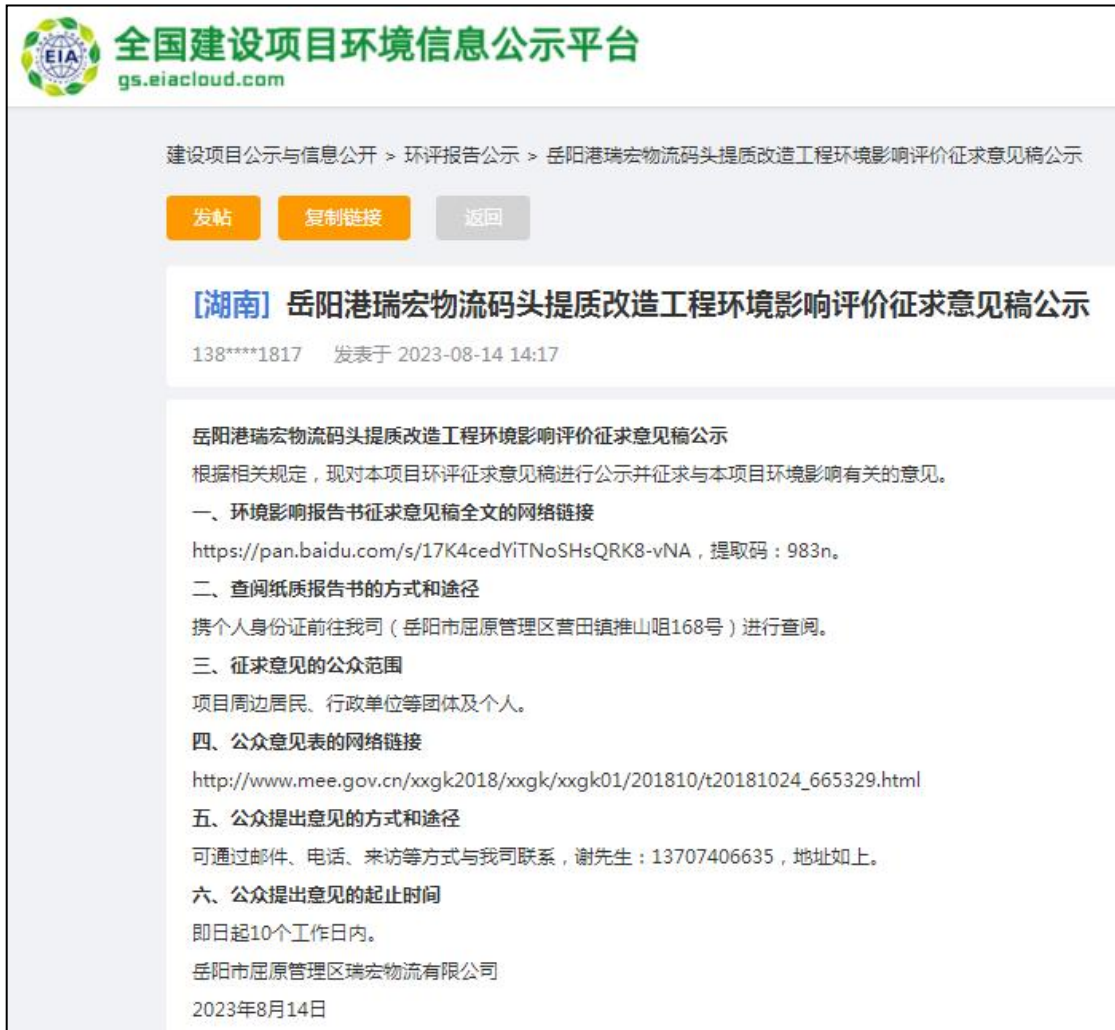 EIA
全国建设项目环境信息公示平台
gs.eiacloud.com
建设项目公示与信息公开 > 环评报告公示 > 岳阳港瑞宏物流码头提质改造工程环境影响评价征求意见稿公示
发帖 复制链接 返回
[湖南] 岳阳港瑞宏物流码头提质改造工程环境影响评价征求意见稿公示
138****1817 发表于 2023-08-14 14:17
岳阳港瑞宏物流码头提质改造工程环境影响评价征求意见稿公示
根据相关规定，现对本项目环评征求意见稿进行公示并征求与本项目环境影响有关的意见。
一、环境影响报告书征求意见稿全文的网络链接
https://pan.baidu.com/s/17K4cedYiTNoSHsQRK8-vNA，提取码：983n。
二、查阅纸质报告书的方式和途径
携个人身份证前往我司（岳阳市屈原管理区营田镇推山咀168号）进行查阅。
三、征求意见的公众范围
项目周边居民、行政单位等团体及个人。
四、公众意见表的网络链接
http://www.mee.gov.cn/xxgk2018/xxgk/xxgk01/201810/t20181024_665329.html
五、公众提出意见的方式和途径
可通过邮件、电话、来访等方式与我司联系，谢先生：13707406635，地址如上。
六、公众提出意见的起止时间
即日起10个工作日内。
岳阳市屈原管理区瑞宏物流有限公司
2023年8月14日